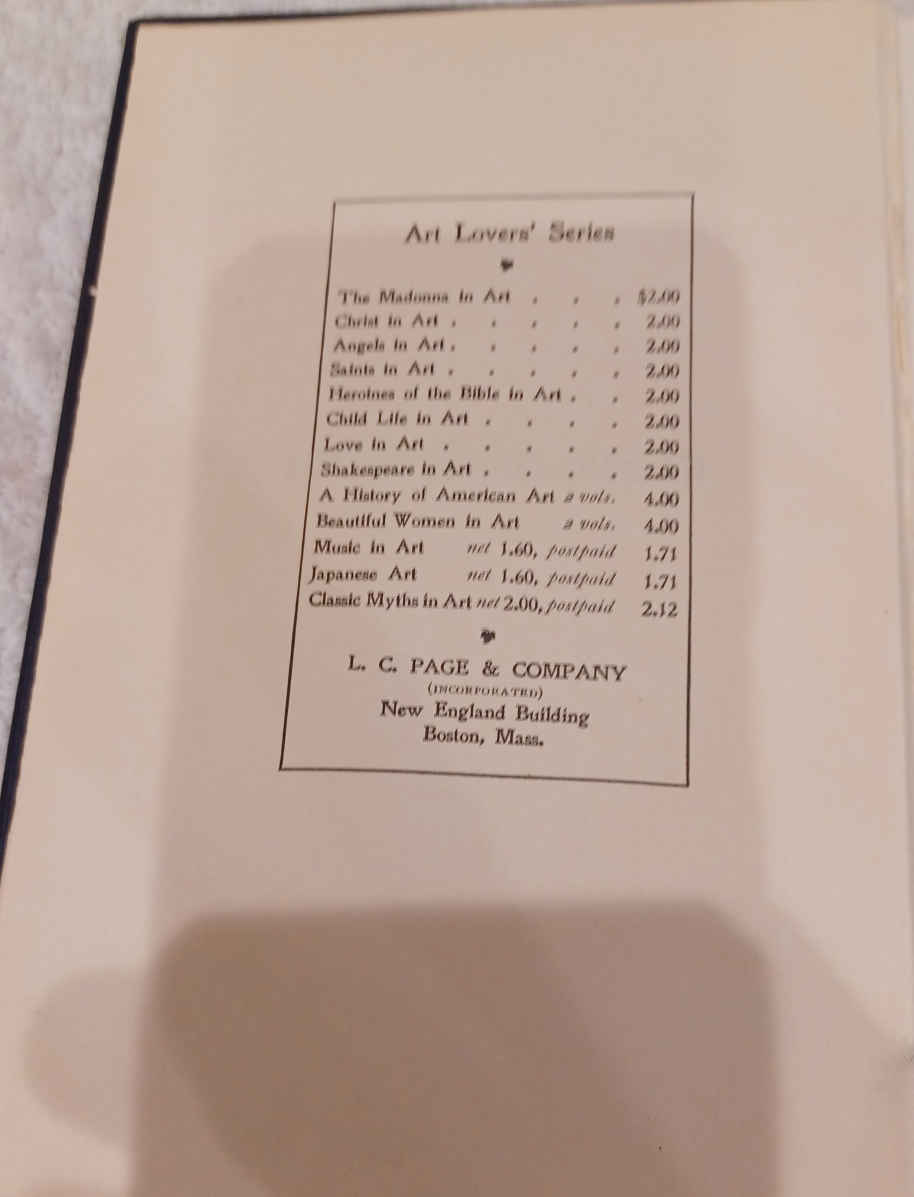 Art Lovers' Series
The Madonna in Art . . . $2.00
Christ in Art . . . . . 2.00
Angels in Art . . . . . 2.00
Saints in Art . . . . . 2.00
Heroines of the Bible in Art . . 2.00
Child Life in Art . . . . 2.00
Love in Art . . . . . 2.00
Shakespeare in Art . . . . 2.00
A History of American Art 2 vols. 4.00
Beautiful Women in Art 2 vols. 4.00
Music in Art net 1.60, postpaid 1.71
Japanese Art net 1.60, postpaid 1.71
Classic Myths in Art net 2.00, postpaid 2.12
L. C. PAGE & COMPANY
(INCORPORATED)
New England Building
Boston, Mass.